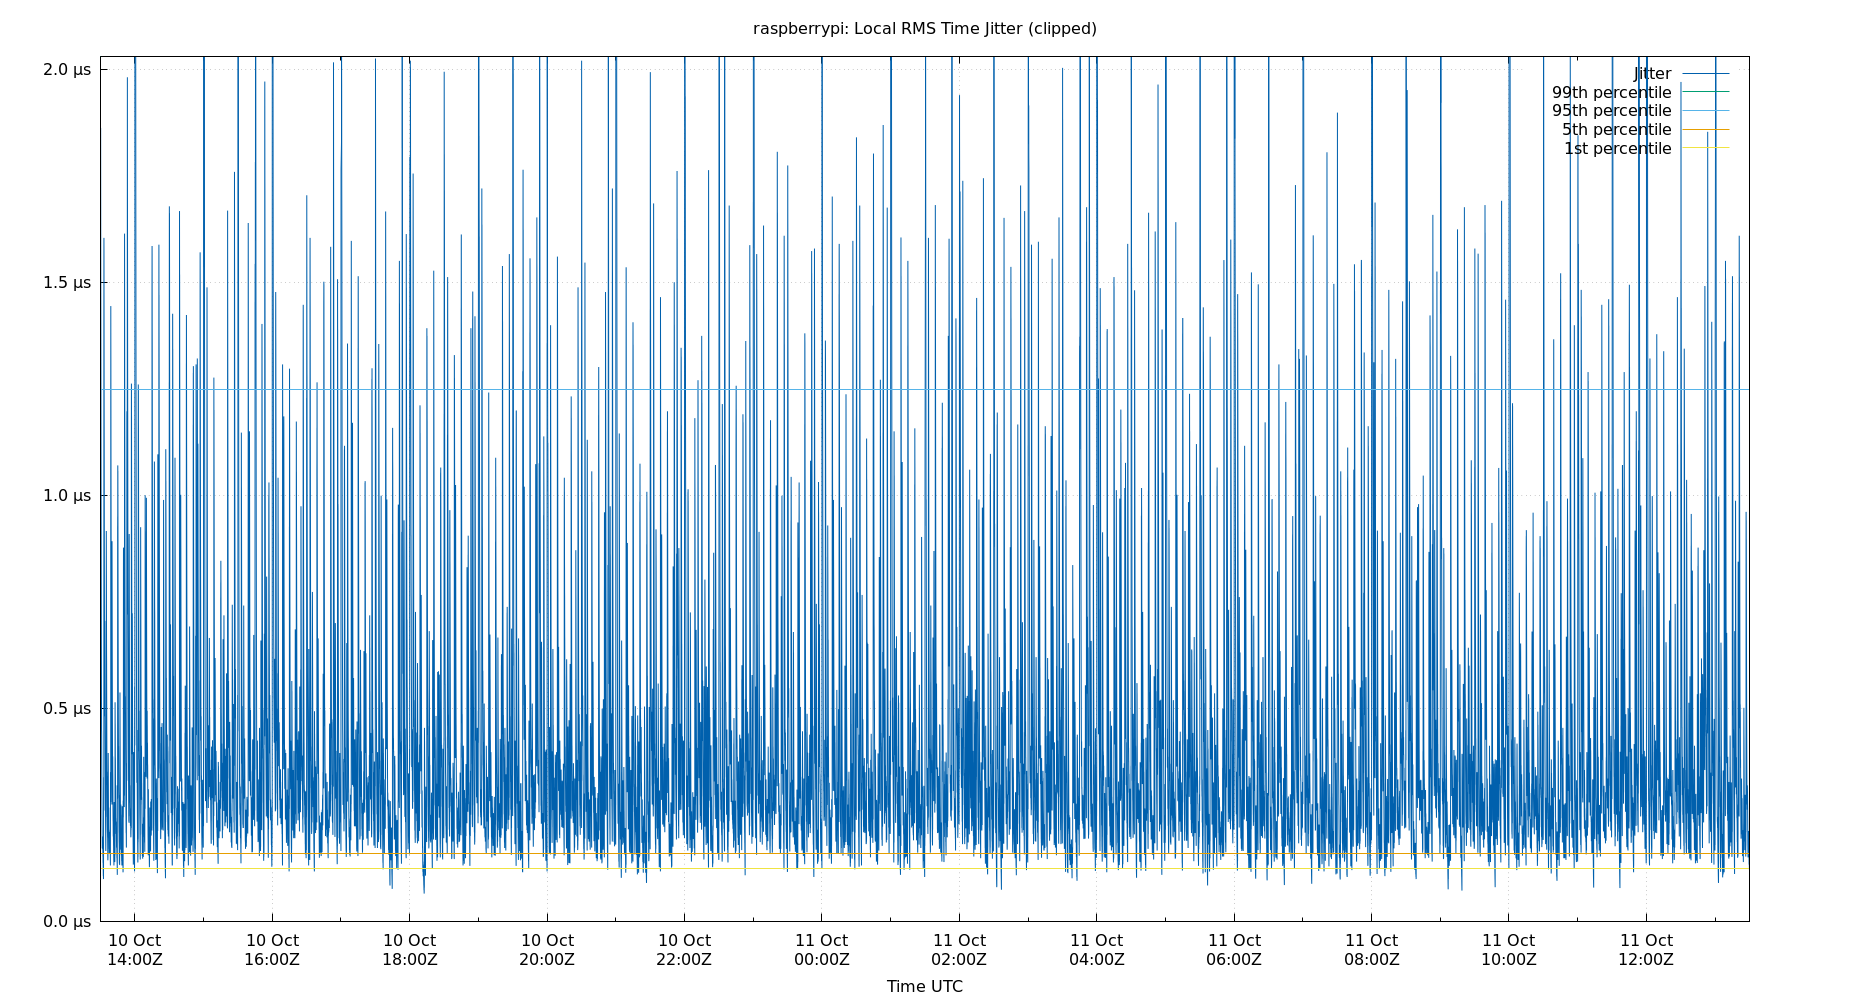 raspberrypi: Local RMS Time Jitter (clipped)
2.0 µs
1.5 µs
1.0 µs
0.5 µs
0.0 µs
Jitter
99th percentile
95th percentile
5th percentile
1st percentile
10 Oct 10 Oct 10 Oct 10 Oct 10 Oct 11 Oct 11 Oct 11 Oct 11 Oct 11 Oct 11 Oct 11 Oct
14:00Z 16:00Z 18:00Z 20:00Z 22:00Z 00:00Z 02:00Z 04:00Z 06:00Z 08:00Z 10:00Z 12:00Z
Time UTC